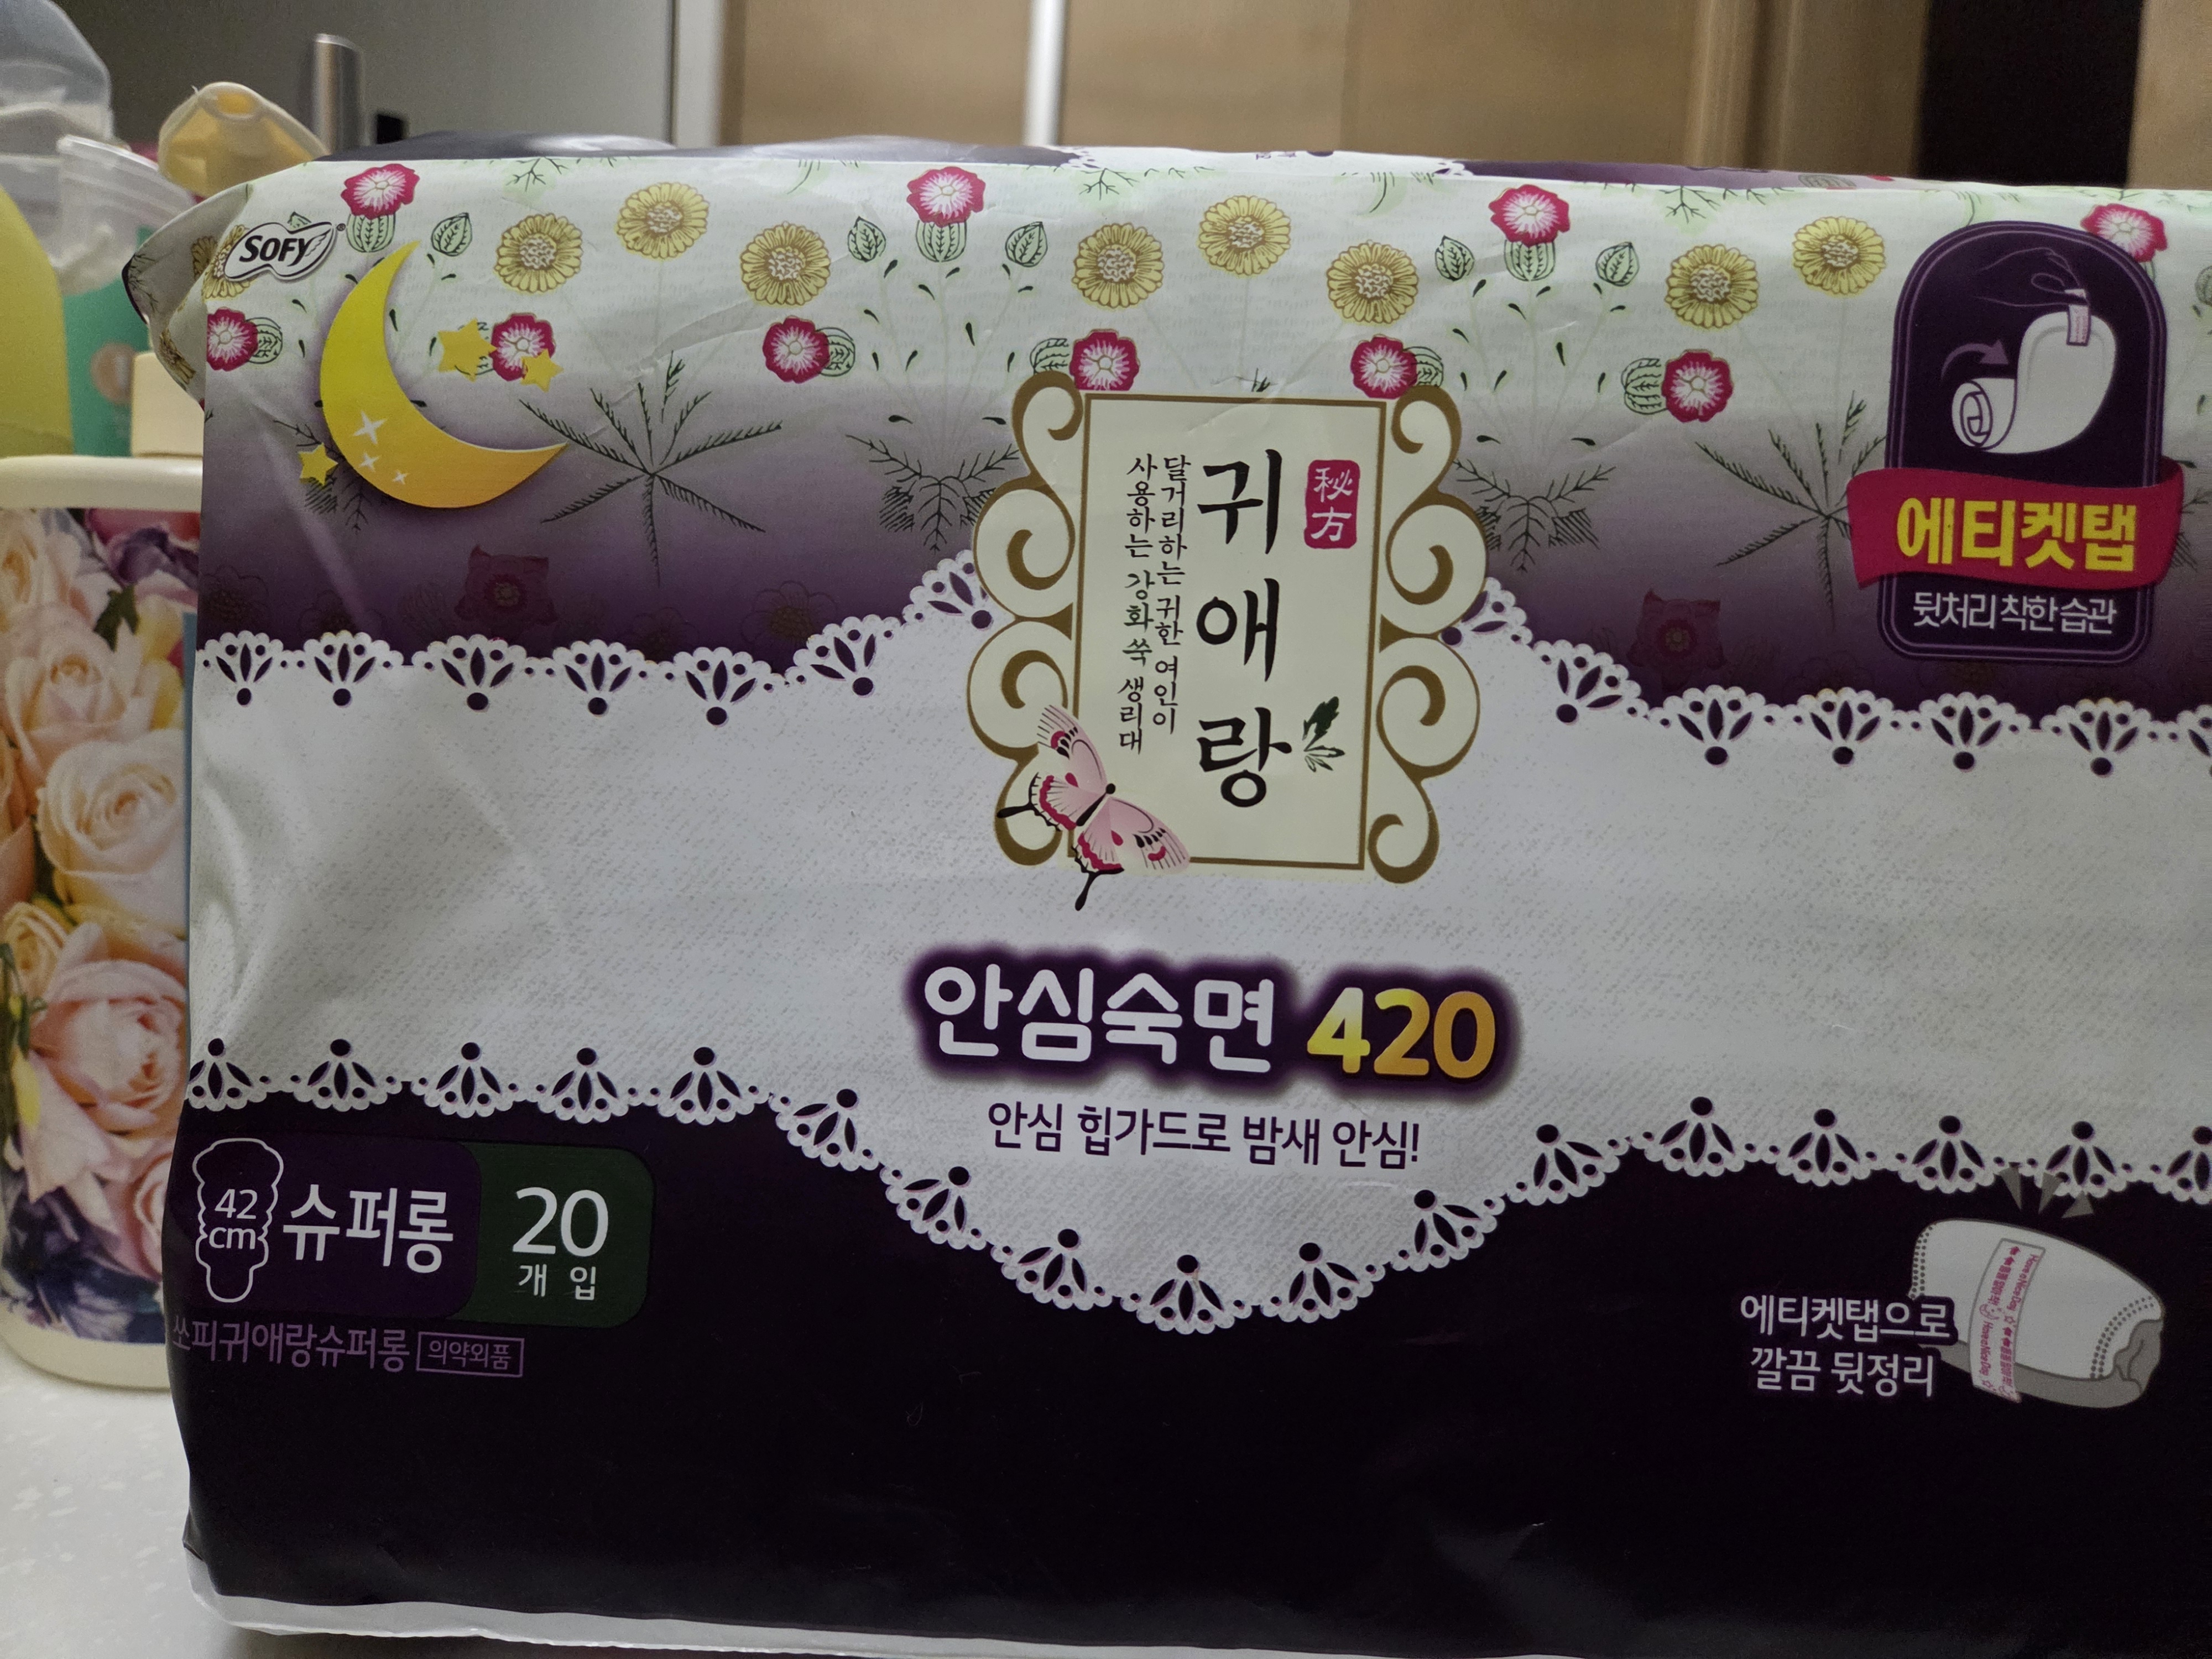 SOFY
秘方
귀애랑
달거리하는 귀한 여인이
사용하는 강화 쑥 생리대
에티켓탭
뒷처리 착한 습관
안심숙면 420
안심 힙가드로 밤새 안심!
42
cm
슈퍼롱
20
개입
쏘피귀애랑슈퍼롱 의약외품
에티켓탭으로
깔끔 뒷정리